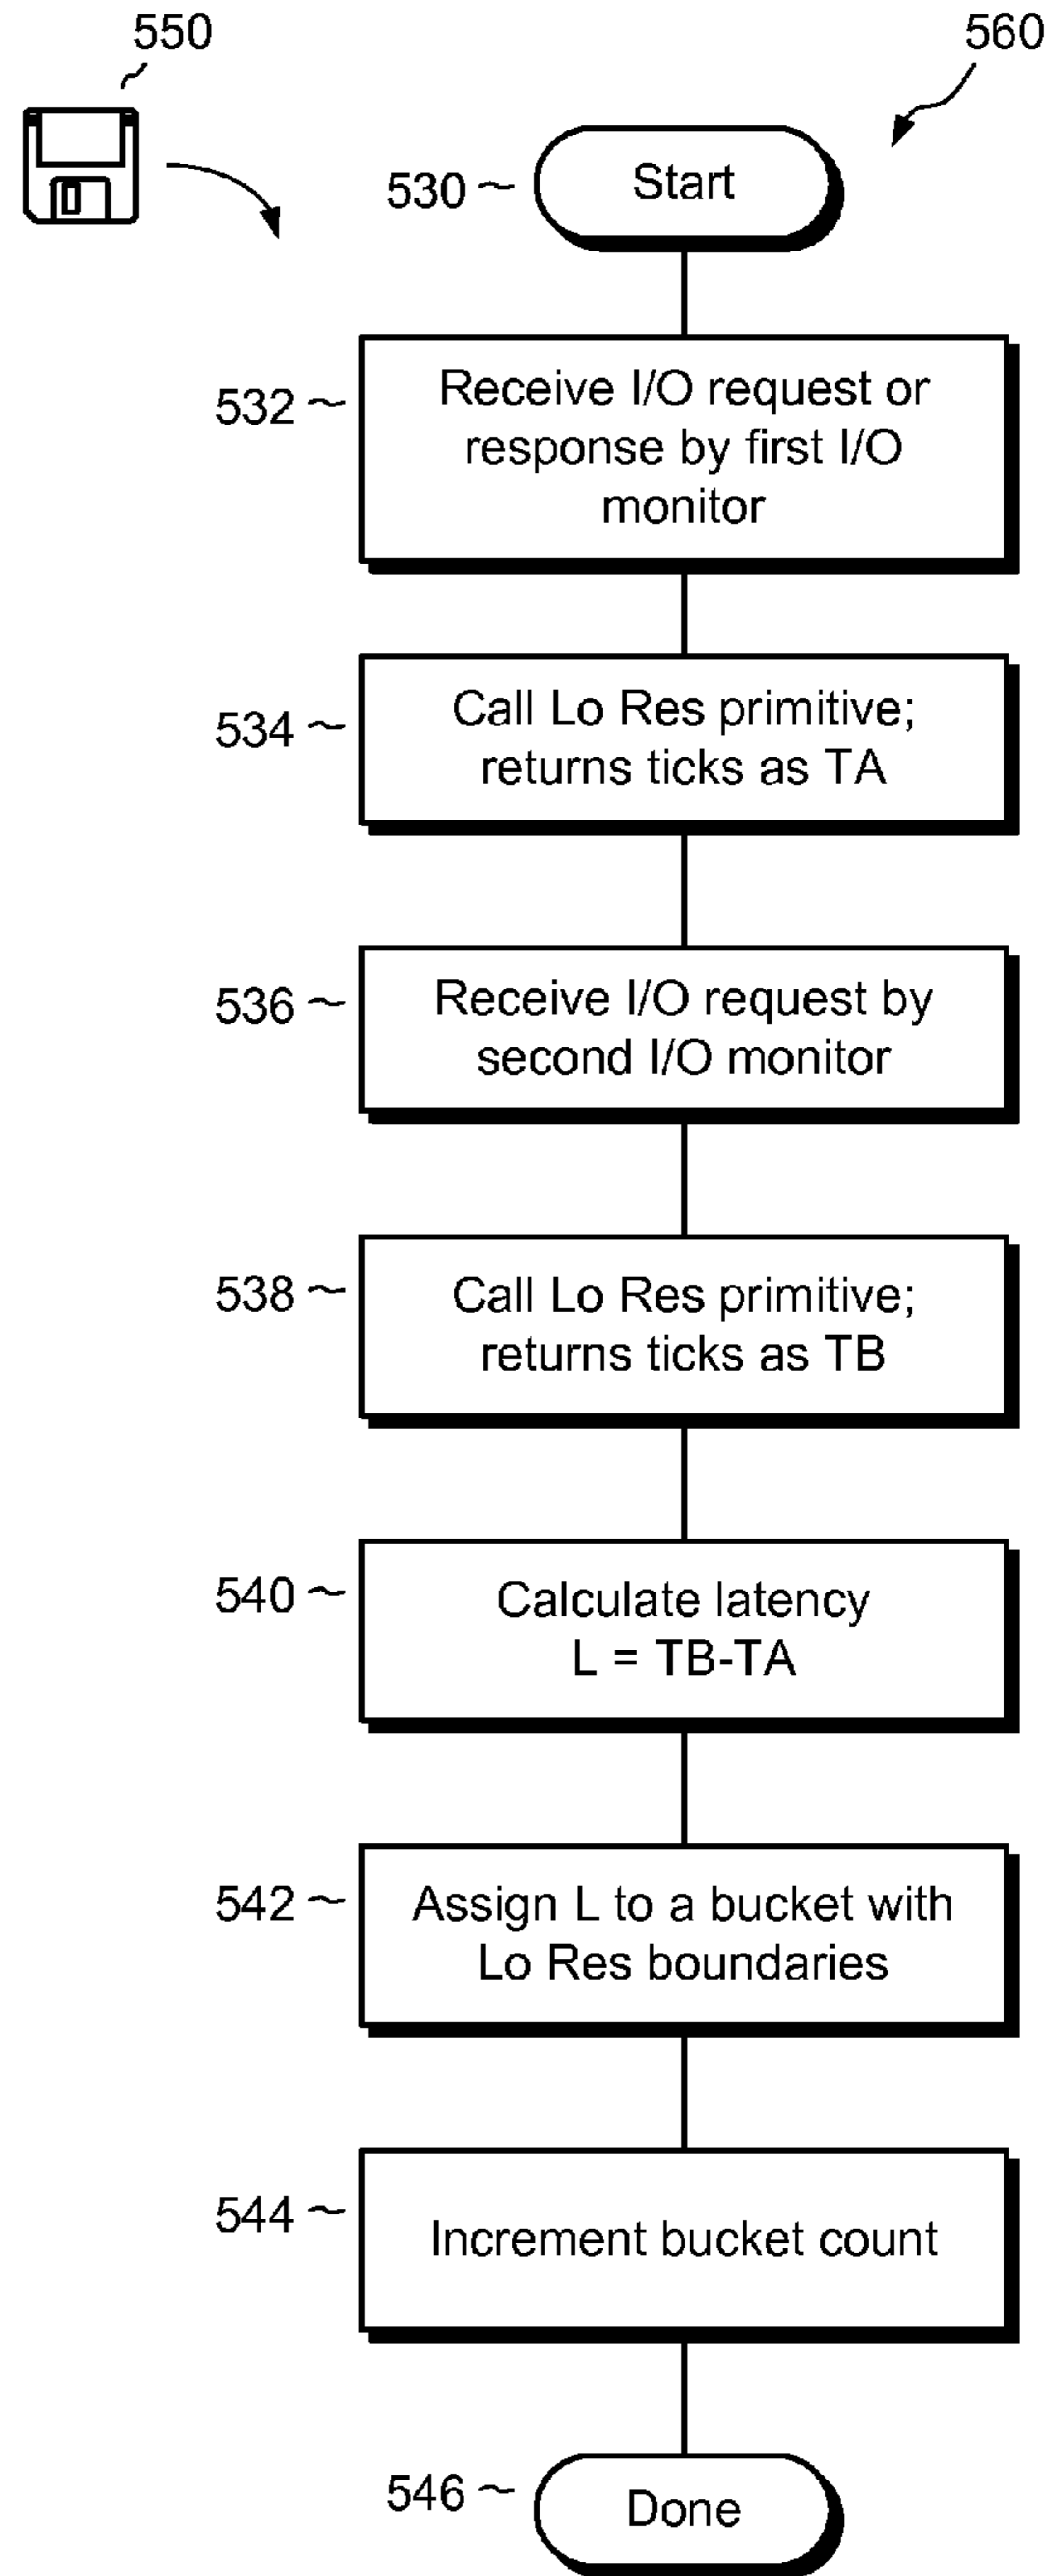 550
560
530 ~ Start
532 ~ Receive I/O request or
response by first I/O
monitor
534 ~ Call Lo Res primitive;
returns ticks as TA
536 ~ Receive I/O request by
second I/O monitor
538 ~ Call Lo Res primitive;
returns ticks as TB
540 ~ Calculate latency
L = TB-TA
542 ~ Assign L to a bucket with
Lo Res boundaries
544 ~ Increment bucket count
546 ~ Done